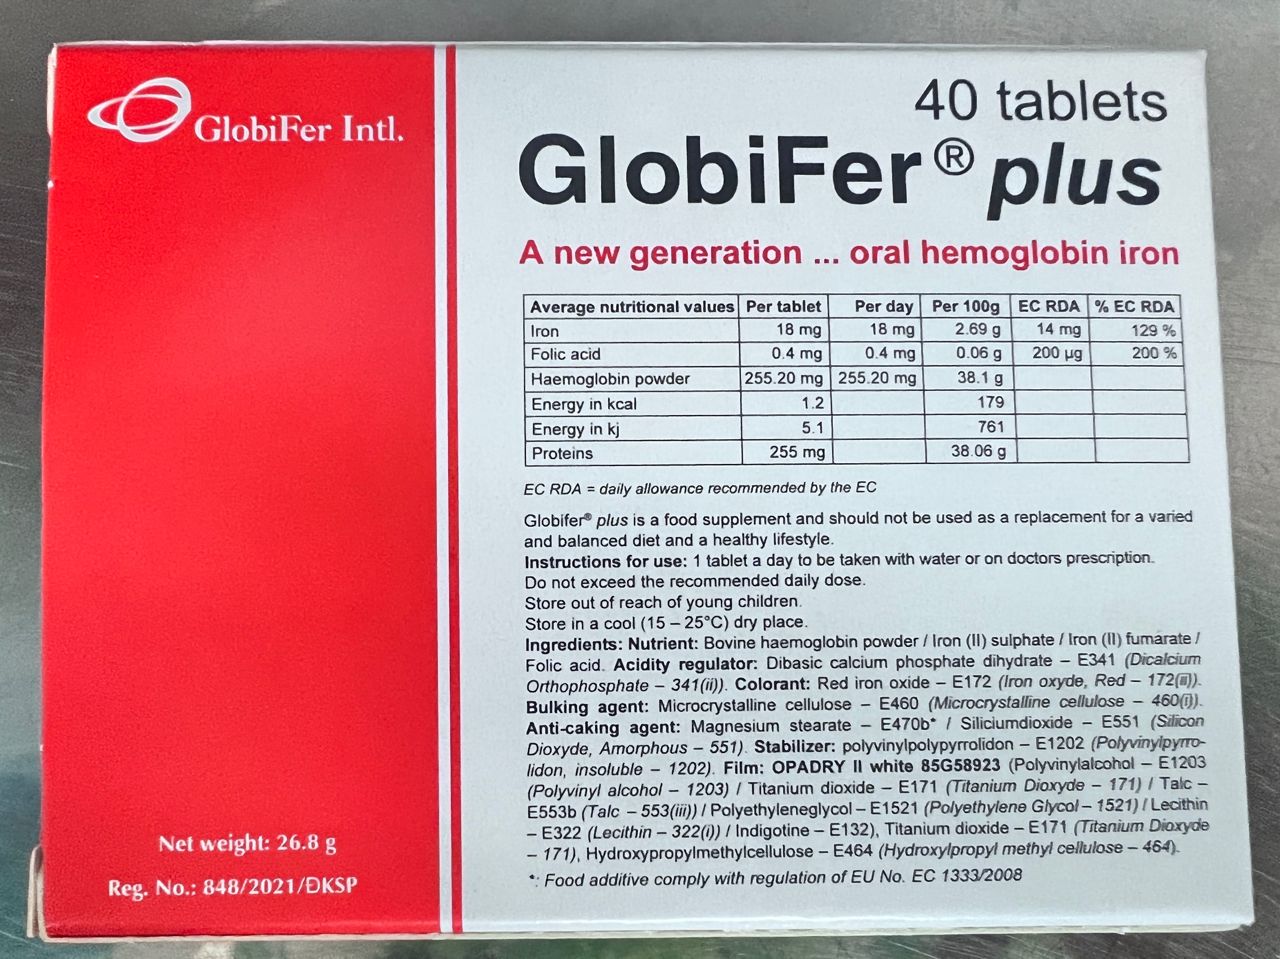 GlobiFer Intl.
40 tablets
GlobiFer® plus
A new generation ... oral hemoglobin iron
Average nutritional values Per tablet Per day Per 100g EC RDA % EC RDA
Iron 18 mg 18 mg 2.69 g 14 mg 129 %
Folic acid 0.4 mg 0.4 mg 0.06 g 200 µg 200 %
Haemoglobin powder 255.20 mg 255.20 mg 38.1 g
Energy in kcal 1.2 179
Energy in kj 5.1 761
Proteins 255 mg 38.06 g
EC RDA = daily allowance recommended by the EC
Globifer® plus is a food supplement and should not be used as a replacement for a varied
and balanced diet and a healthy lifestyle.
Instructions for use: 1 tablet a day to be taken with water or on doctors prescription.
Do not exceed the recommended daily dose.
Store out of reach of young children.
Store in a cool (15 – 25°C) dry place.
Ingredients: Nutrient: Bovine haemoglobin powder / Iron (II) sulphate / Iron (II) fumarate /
Folic acid. Acidity regulator: Dibasic calcium phosphate dihydrate – E341 (Dicalcium
Orthophosphate – 341(ii)). Colorant: Red iron oxide – E172 (Iron oxyde, Red – 172(ii)).
Bulking agent: Microcrystalline cellulose – E460 (Microcrystalline cellulose – 460(i)).
Anti-caking agent: Magnesium stearate – E470b* / Siliciumdioxide – E551 (Silicon
Dioxyde, Amorphous – 551). Stabilizer: polyvinylpolypyrrolidon – E1202 (Polyvinylpyrro-
lidon, insoluble – 1202). Film: OPADRY II white 85G58923 (Polyvinylalcohol – E1203
(Polyvinyl alcohol – 1203) / Titanium dioxide – E171 (Titanium Dioxyde – 171) / Talc –
E553b (Talc – 553(iii)) / Polyethyleneglycol – E1521 (Polyethylene Glycol – 1521) / Lecithin
– E322 (Lecithin – 322(i)) / Indigotine – E132), Titanium dioxide – E171 (Titanium Dioxyde
– 171), Hydroxypropylmethylcellulose – E464 (Hydroxylpropyl methyl cellulose – 464).
*: Food additive comply with regulation of EU No. EC 1333/2008
Net weight: 26.8 g
Reg. No.: 848/2021/ĐKSP